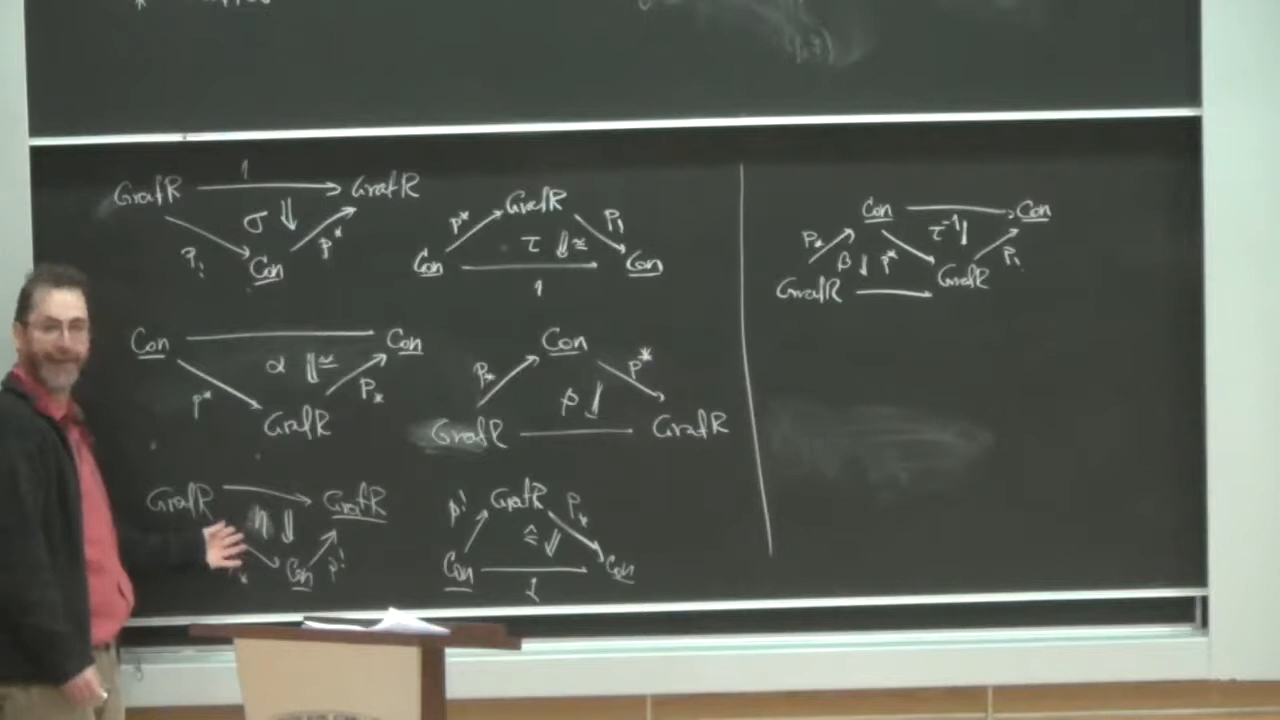 1
GrafR GrafR
σ ⇓
P! p*
Con
GrafR
p* P!
τ ⇓≅
Con Con
1
Con Con
α ⇓≅
p* P*
GrafR
Con
P* p*
β ⇓
GrafR GrafR
GrafR GrafR
η ⇓
Con p!
p! GrafR P*
≅ ⇓
Con Con
1
Con Con
τ⁻¹ ⇓
P* β ⇓ p* P!
GrafR GrafR